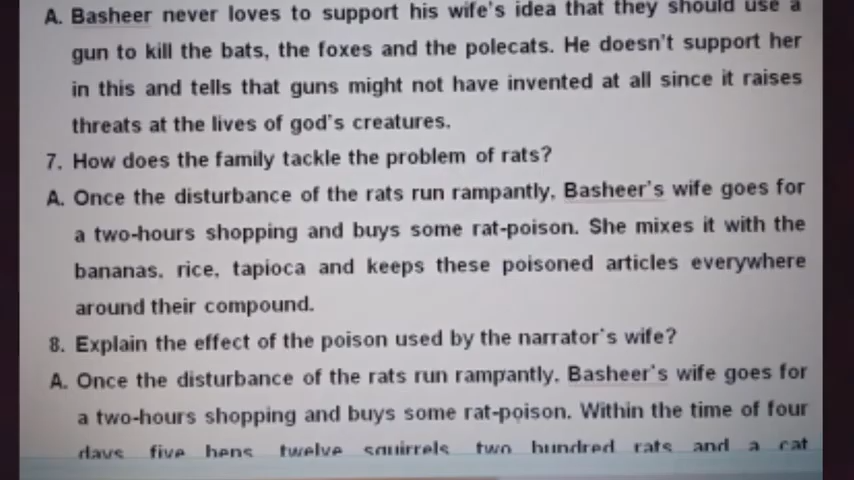 A. Basheer never loves to support his wife's idea that they should use a
gun to kill the bats, the foxes and the polecats. He doesn't support her
in this and tells that guns might not have invented at all since it raises
threats at the lives of god's creatures.
7. How does the family tackle the problem of rats?
A. Once the disturbance of the rats run rampantly, Basheer's wife goes for
a two-hours shopping and buys some rat-poison. She mixes it with the
bananas, rice, tapioca and keeps these poisoned articles everywhere
around their compound.
8. Explain the effect of the poison used by the narrator's wife?
A. Once the disturbance of the rats run rampantly, Basheer's wife goes for
a two-hours shopping and buys some rat-poison. Within the time of four
days five hens twelve squirrels two hundred rats and a cat